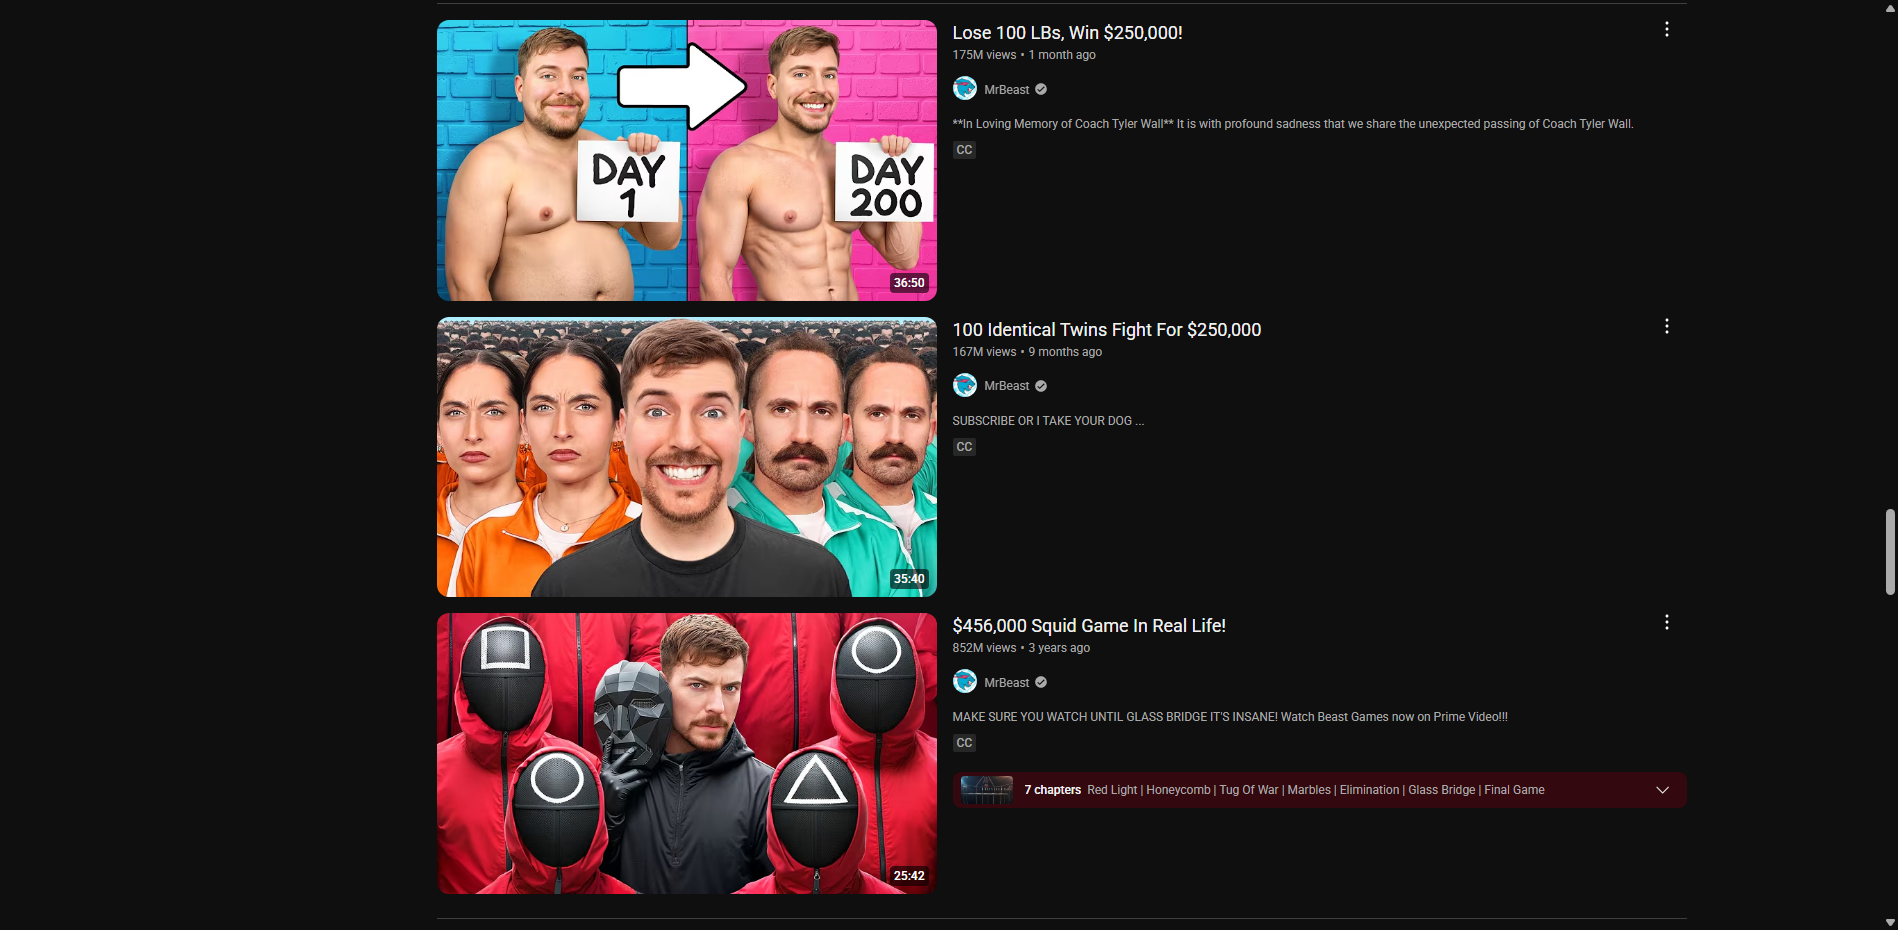 DAY
1
DAY
200
36:50
Lose 100 LBs, Win $250,000!
175M views • 1 month ago
MrBeast
**In Loving Memory of Coach Tyler Wall** It is with profound sadness that we share the unexpected passing of Coach Tyler Wall.
CC
35:40
100 Identical Twins Fight For $250,000
167M views • 9 months ago
MrBeast
SUBSCRIBE OR I TAKE YOUR DOG ...
CC
25:42
$456,000 Squid Game In Real Life!
852M views • 3 years ago
MrBeast
MAKE SURE YOU WATCH UNTIL GLASS BRIDGE IT'S INSANE! Watch Beast Games now on Prime Video!!!
CC
7 chapters Red Light | Honeycomb | Tug Of War | Marbles | Elimination | Glass Bridge | Final Game